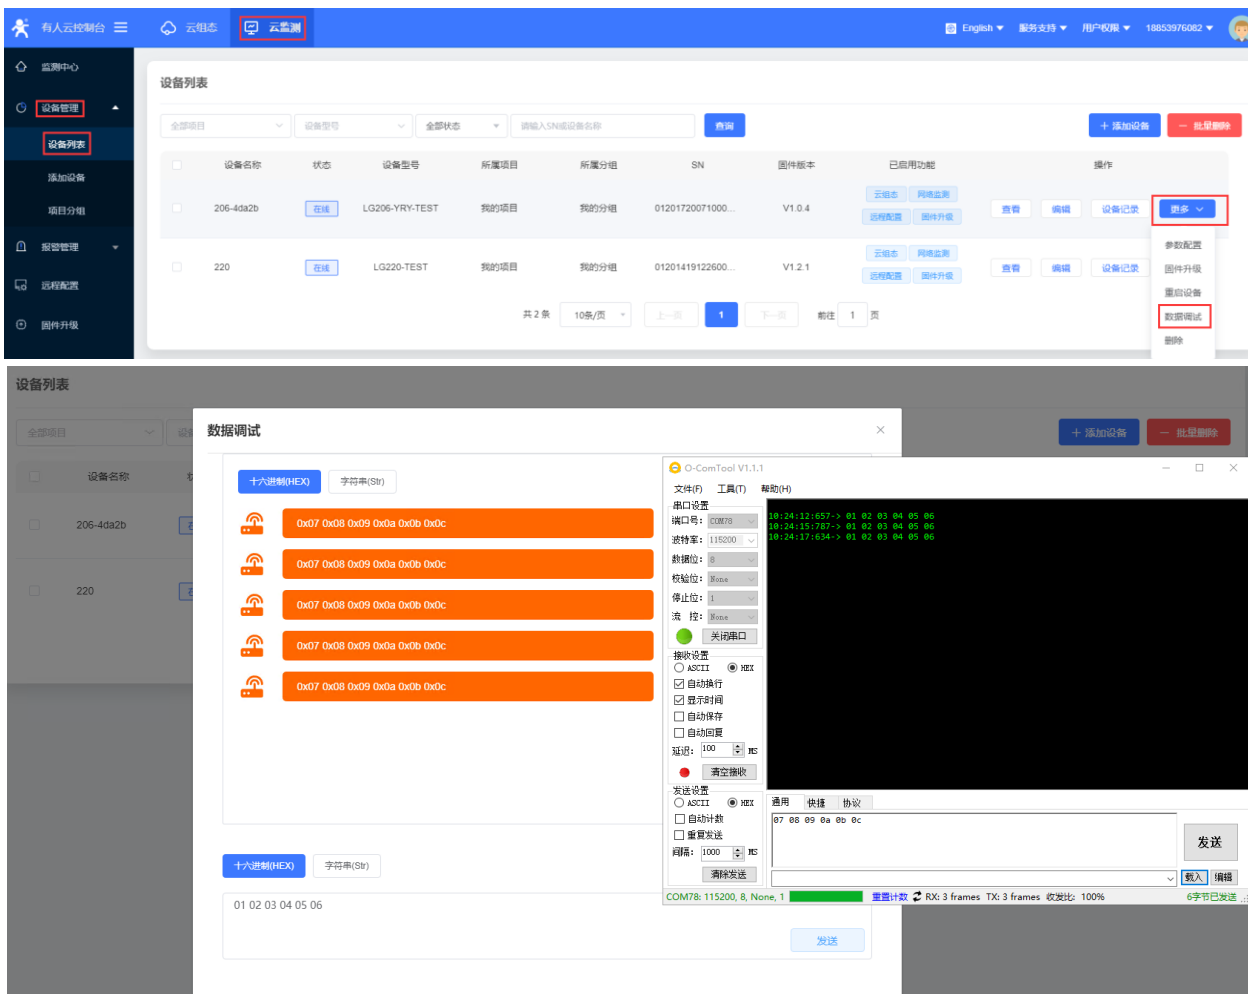 有人云控制台 云组态 云监测 English 服务支持 用户权限 18853976082
监测中心
设备管理
设备列表
添加设备
项目分组
报警管理
远程配置
固件升级
设备列表
全部项目 设备型号 全部状态 请输入SN或设备名称 查询 + 添加设备 — 批量删除
设备名称 状态 设备型号 所属项目 所属分组 SN 固件版本 已启用功能 操作
206-4da2b 在线 LG206-YRY-TEST 我的项目 我的分组 01201720071000... V1.0.4 云组态 网络监测 远程配置 固件升级 查看 编辑 设备记录 更多
220 在线 LG220-TEST 我的项目 我的分组 01201419122600... V1.2.1 云组态 网络监测 远程配置 固件升级 查看 编辑 设备记录
参数配置
固件升级
重启设备
数据调试
删除
共 2 条 10条/页 上一页 1 下一页 前往 1 页
设备列表
全部项目 设 + 添加设备 — 批量删除
设备名称
206-4da2b
220
数据调试
十六进制(HEX) 字符串(Str)
0x07 0x08 0x09 0x0a 0x0b 0x0c
0x07 0x08 0x09 0x0a 0x0b 0x0c
0x07 0x08 0x09 0x0a 0x0b 0x0c
0x07 0x08 0x09 0x0a 0x0b 0x0c
0x07 0x08 0x09 0x0a 0x0b 0x0c
十六进制(HEX) 字符串(Str)
01 02 03 04 05 06
发送
O-ComTool V1.1.1
文件(F) 工具(T) 帮助(H)
串口设置
端口号: COM78
波特率: 115200
数据位: 8
校验位: None
停止位: 1
流 控: None
关闭串口
接收设置
ASCII HEX
自动换行
显示时间
自动保存
自动回复
延迟: 100 MS
清空接收
发送设置
ASCII HEX
自动计数
重复发送
间隔: 1000 MS
清除发送
10:24:12:657-> 01 02 03 04 05 06
10:24:15:787-> 01 02 03 04 05 06
10:24:17:634-> 01 02 03 04 05 06
通用 快捷 协议
07 08 09 0a 0b 0c
发送
载入 编辑
COM78: 115200, 8, None, 1 重置计数 RX: 3 frames TX: 3 frames 收发比: 100% 6字节已发送